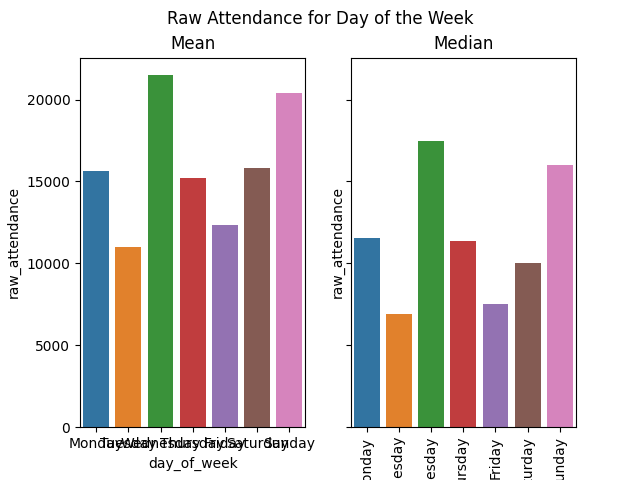 Raw Attendance for Day of the Week
Mean
Median
20000
15000
10000
5000
0
raw_attendance
raw_attendance
Monday Tuesday Wednesday Thursday Friday Saturday Sunday
day_of_week
onday
esday
esday
ursday
Friday
urday
unday